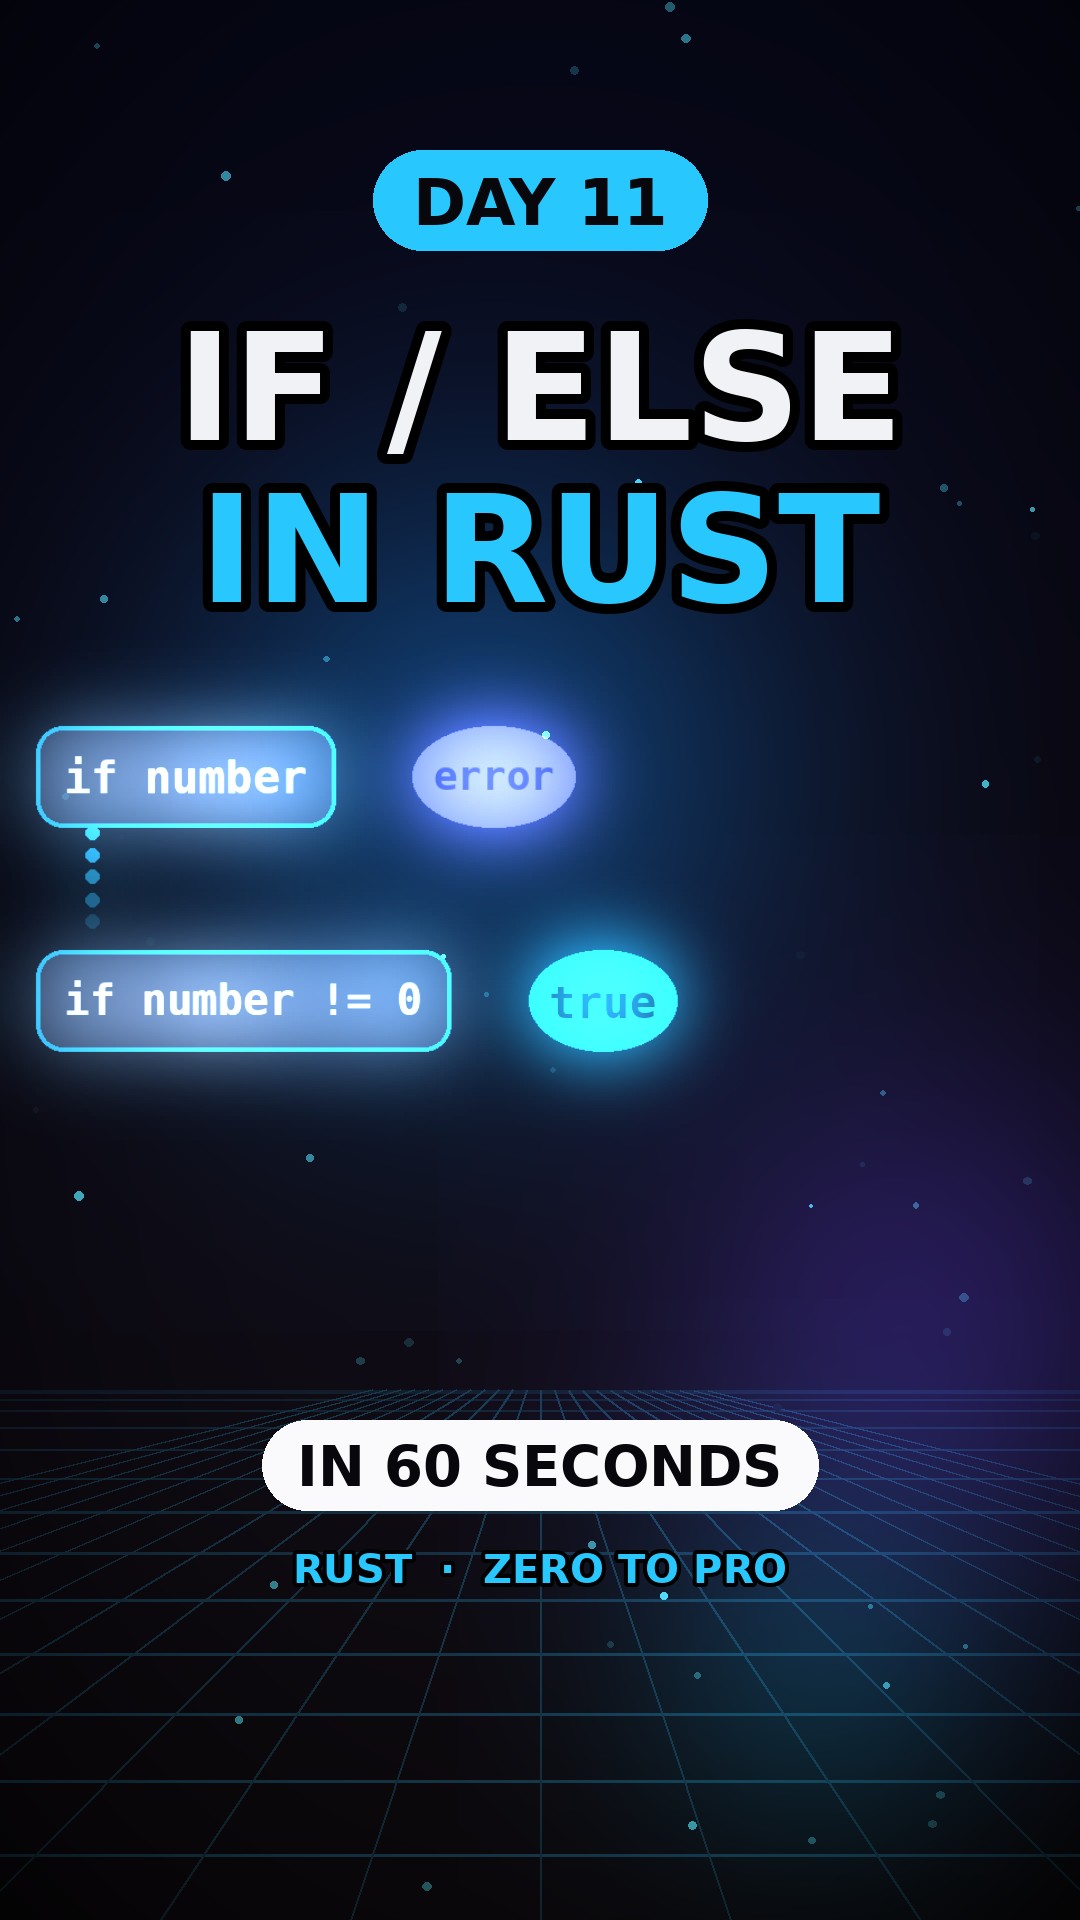 DAY 11
IF / ELSE
IN RUST
if number error
if number != 0 true
IN 60 SECONDS
RUST · ZERO TO PRO